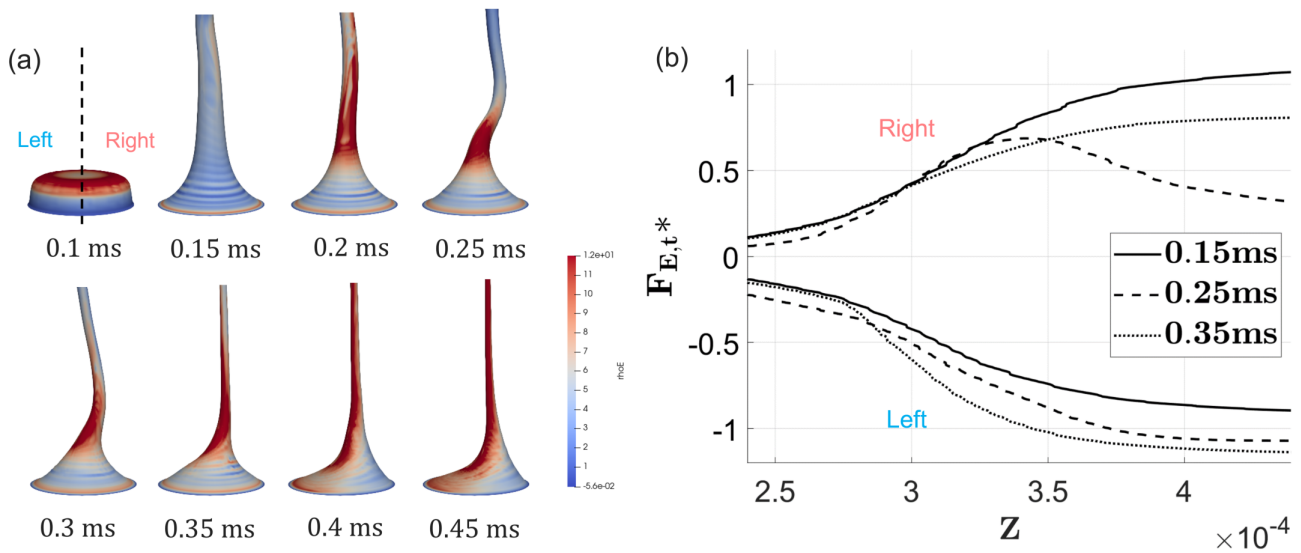 (a)
Left
Right
0.1 ms
0.15 ms
0.2 ms
0.25 ms
0.3 ms
0.35 ms
0.4 ms
0.45 ms
1.2e+01
11
10
9
8
7
6
5
4
3
2
1
-5.6e-02
rhoE
(b)
F_{E,t}*
1
0.5
0
-0.5
-1
Right
Left
0.15ms
0.25ms
0.35ms
2.5
3
3.5
4
z
×10⁻⁴